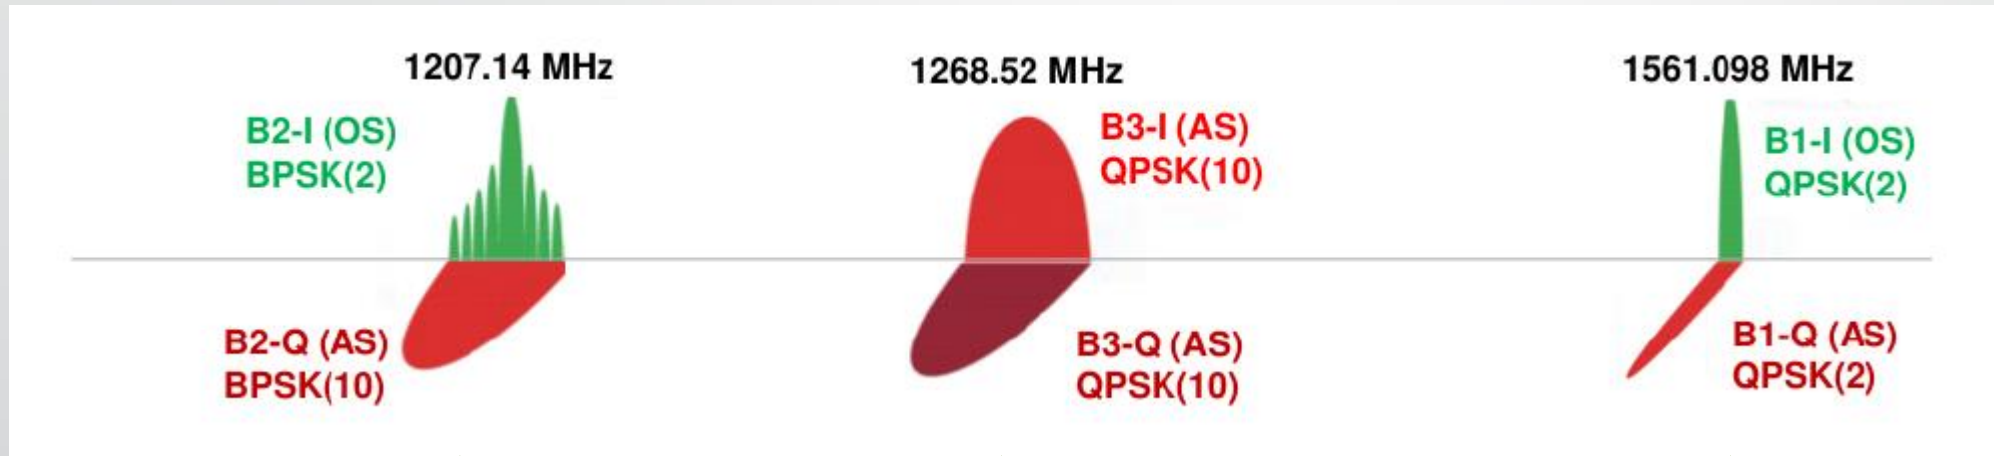 1207.14 MHz
B2-I (OS)
BPSK(2)
B2-Q (AS)
BPSK(10)
1268.52 MHz
B3-I (AS)
QPSK(10)
B3-Q (AS)
QPSK(10)
1561.098 MHz
B1-I (OS)
QPSK(2)
B1-Q (AS)
QPSK(2)